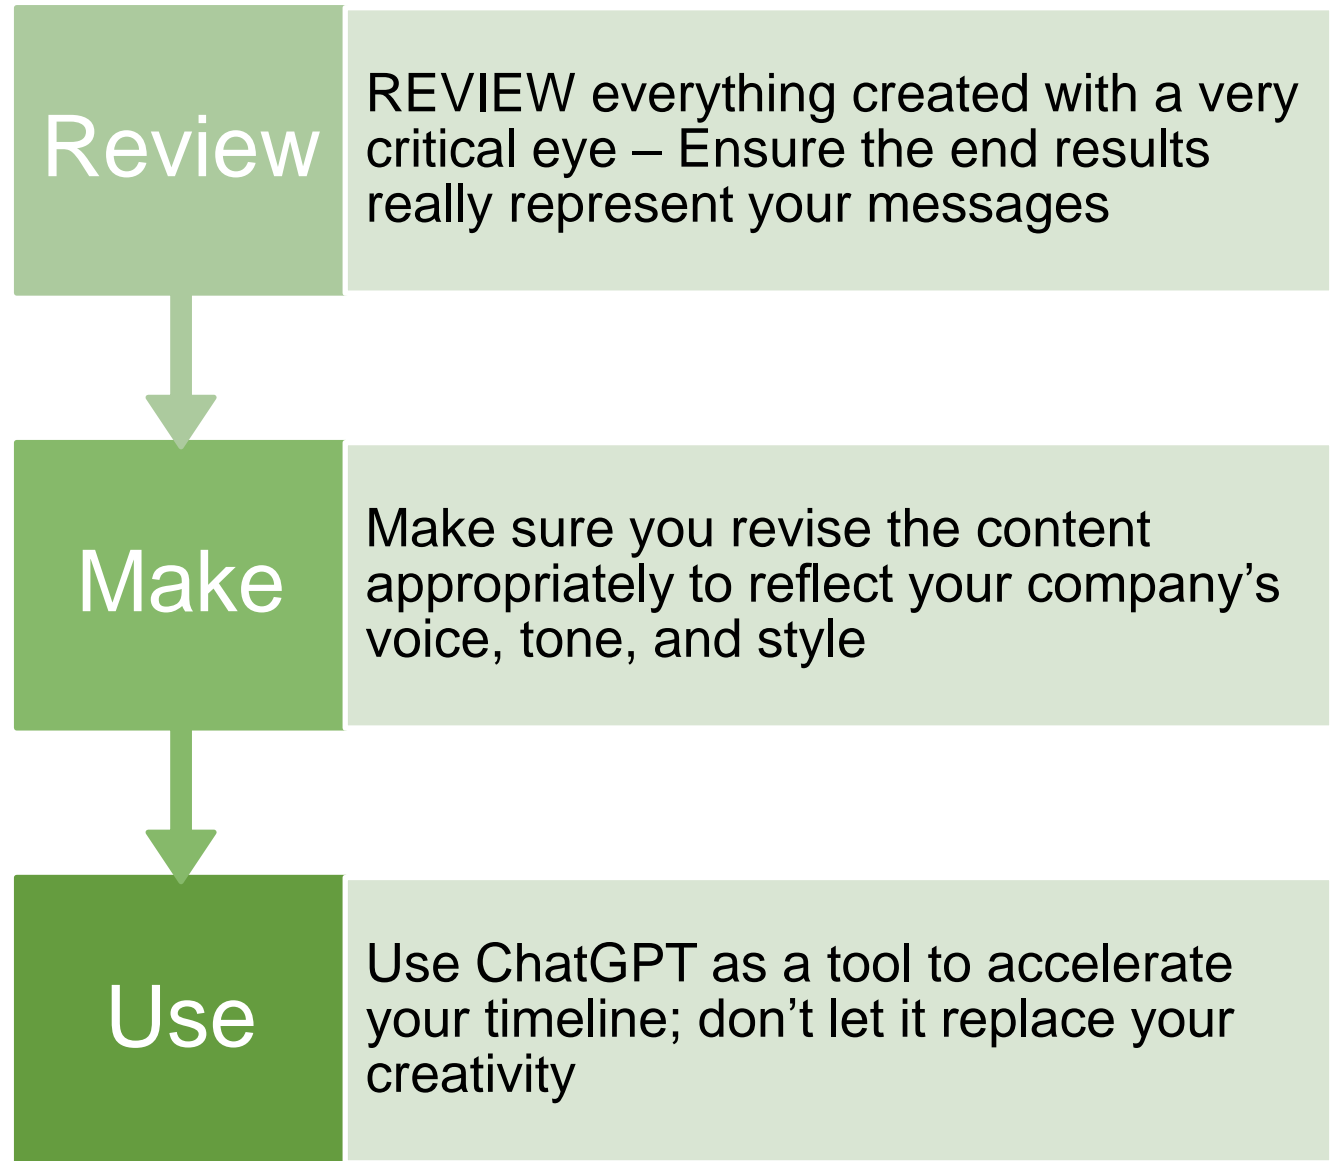 Review
REVIEW everything created with a very
critical eye – Ensure the end results
really represent your messages
Make
Make sure you revise the content
appropriately to reflect your company’s
voice, tone, and style
Use
Use ChatGPT as a tool to accelerate
your timeline; don’t let it replace your
creativity